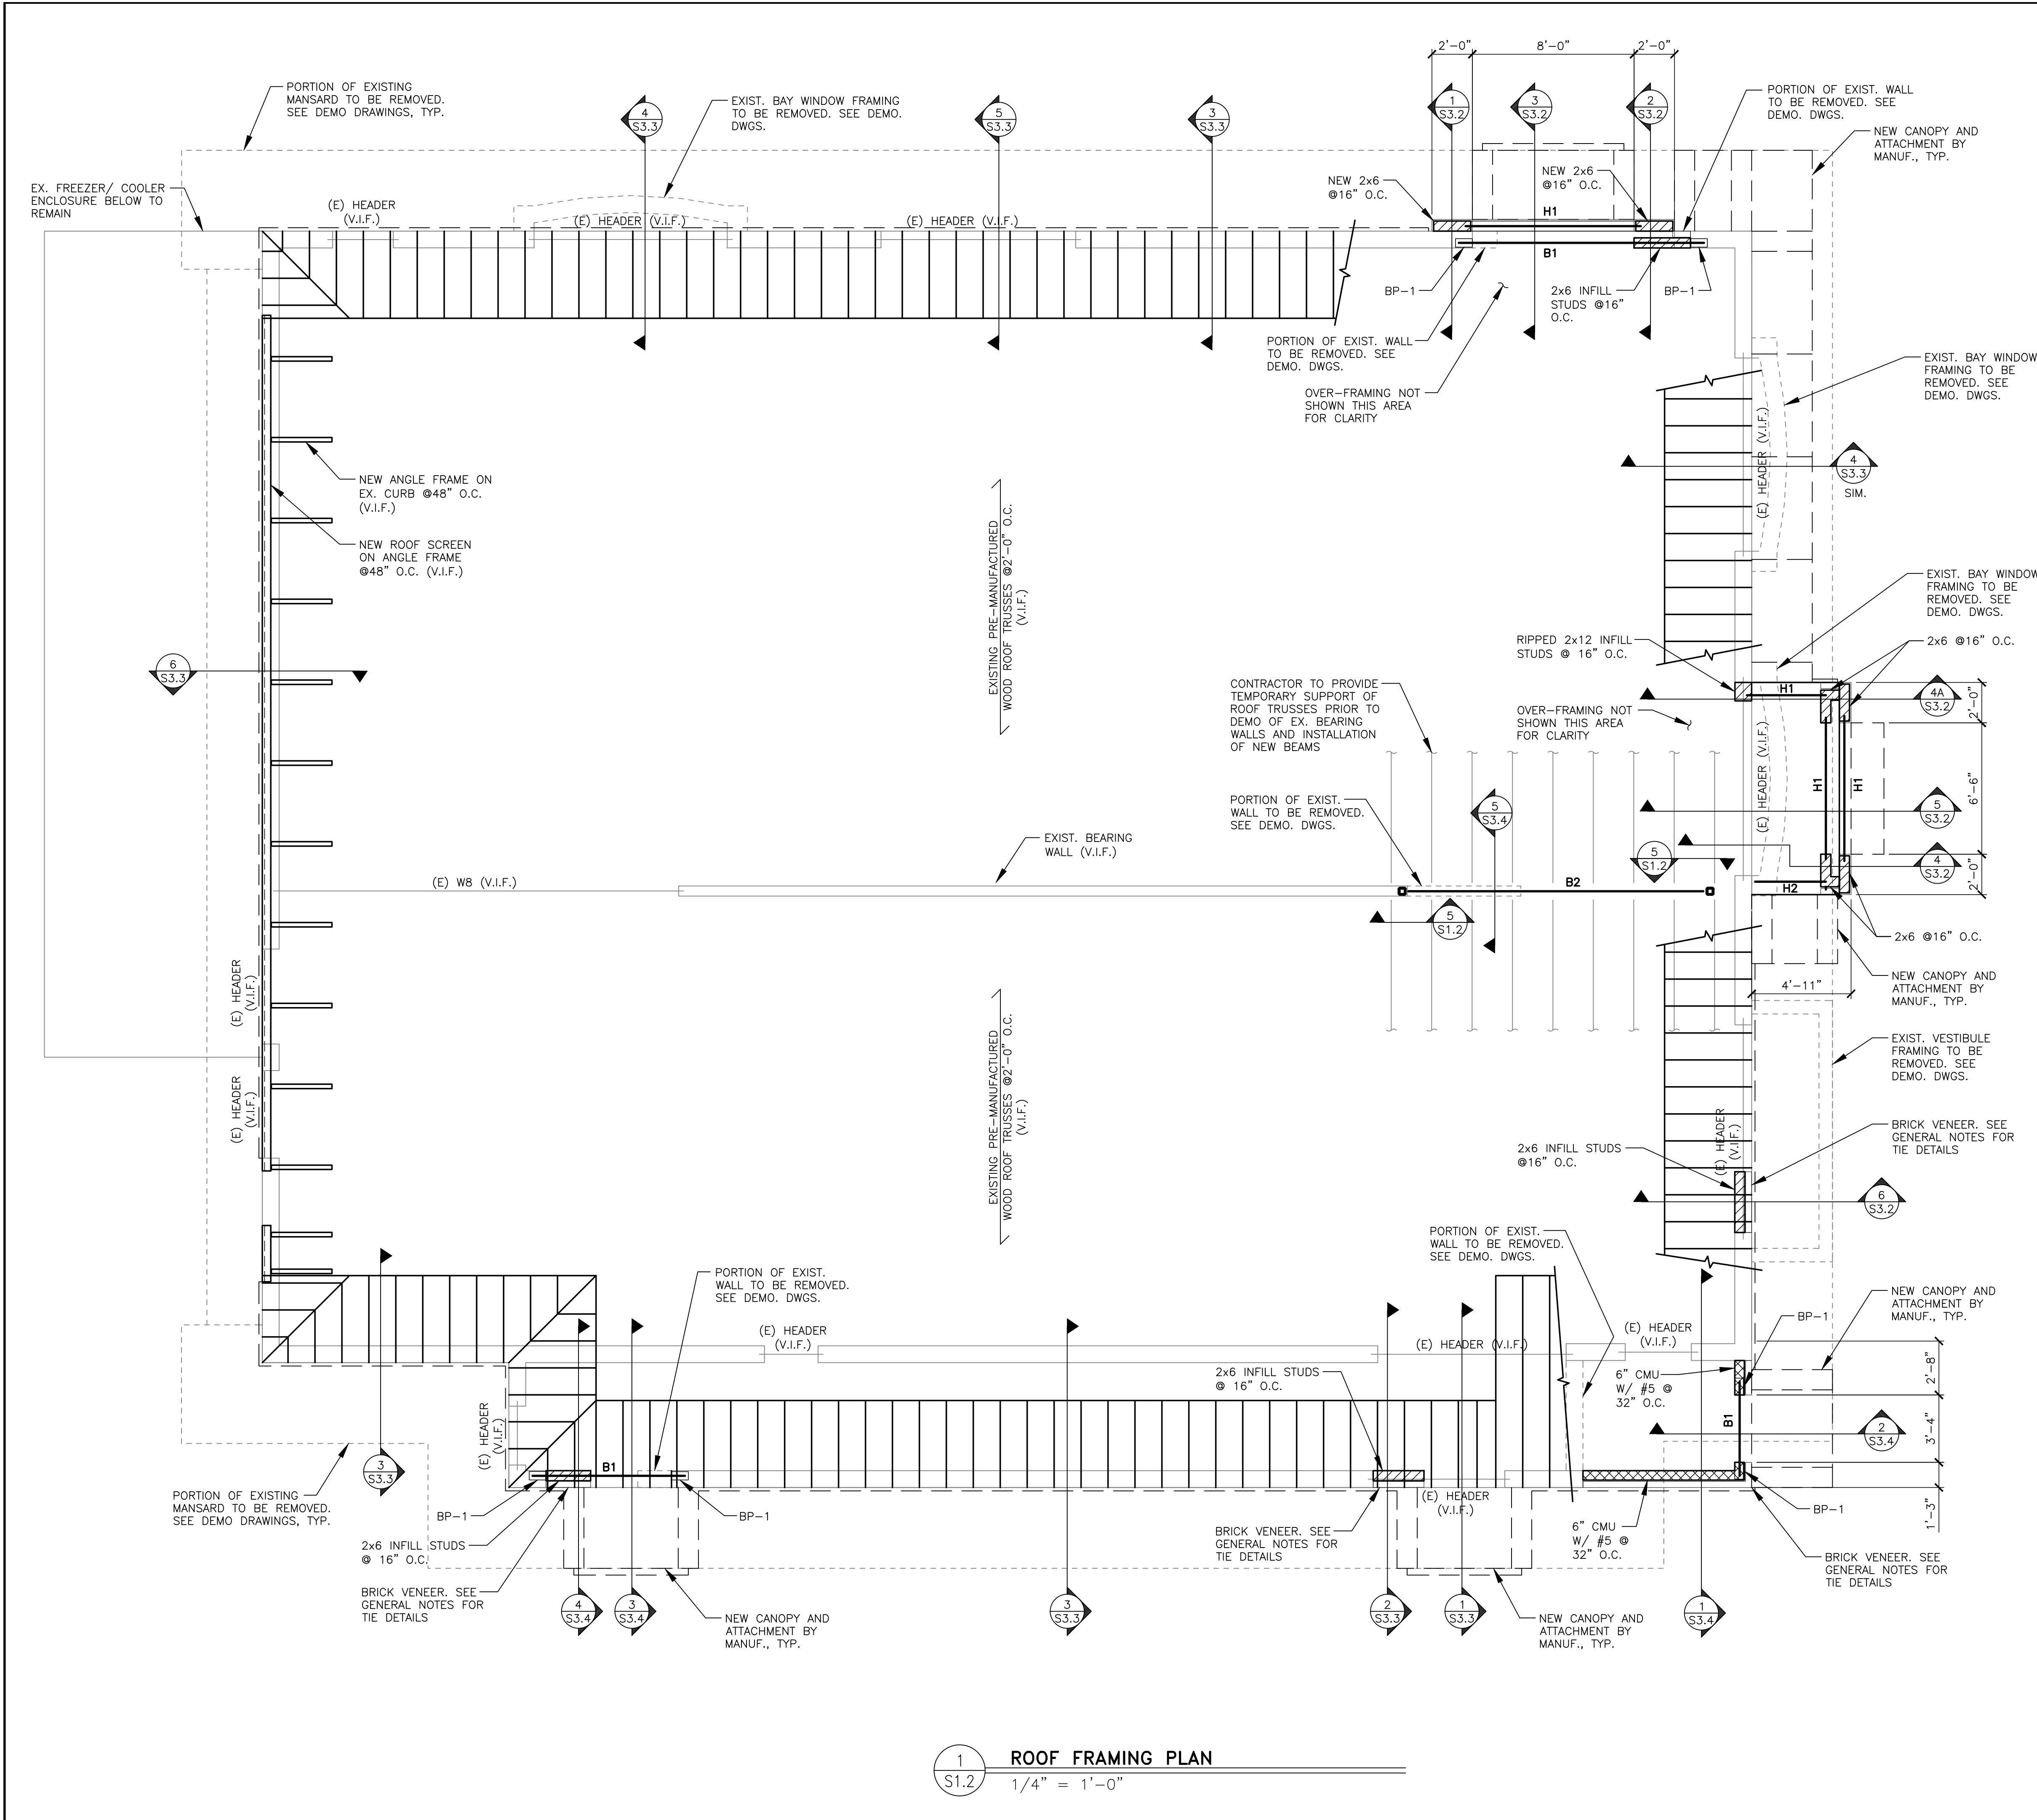 2'-0"
8'-0"
2'-0"
PORTION OF EXISTING
MANSARD TO BE REMOVED.
SEE DEMO DRAWINGS, TYP.
4
S3.3
EXIST. BAY WINDOW FRAMING
TO BE REMOVED. SEE DEMO.
DWGS.
5
S3.3
3
S3.3
1
S3.2
3
S3.2
2
S3.2
PORTION OF EXIST. WALL
TO BE REMOVED. SEE
DEMO. DWGS.
NEW CANOPY AND
ATTACHMENT BY
MANUF., TYP.
EX. FREEZER/ COOLER
ENCLOSURE BELOW TO
REMAIN
(E) HEADER
(V.I.F.)
(E) HEADER (V.I.F.)
(E) HEADER (V.I.F.)
NEW 2x6
@16" O.C.
NEW 2x6
@16" O.C.
H1
B1
BP-1
2x6 INFILL
STUDS @16"
O.C.
BP-1
PORTION OF EXIST. WALL
TO BE REMOVED. SEE
DEMO. DWGS.
OVER-FRAMING NOT
SHOWN THIS AREA
FOR CLARITY
EXIST. BAY WINDOW
FRAMING TO BE
REMOVED. SEE
DEMO. DWGS.
(E) HEADER (V.I.F.)
4
S3.3
SIM.
NEW ANGLE FRAME ON
EX. CURB @48" O.C.
(V.I.F.)
NEW ROOF SCREEN
ON ANGLE FRAME
@48" O.C. (V.I.F.)
EXISTING PRE-MANUFACTURED
WOOD ROOF TRUSSES @2'-0" O.C.
(V.I.F.)
EXIST. BAY WINDOW
FRAMING TO BE
REMOVED. SEE
DEMO. DWGS.
RIPPED 2x12 INFILL
STUDS @ 16" O.C.
2x6 @16" O.C.
6
S3.3
CONTRACTOR TO PROVIDE
TEMPORARY SUPPORT OF
ROOF TRUSSES PRIOR TO
DEMO OF EX. BEARING
WALLS AND INSTALLATION
OF NEW BEAMS
OVER-FRAMING NOT
SHOWN THIS AREA
FOR CLARITY
H1
4A
S3.2
2'-0"
(E) HEADER (V.I.F.)
H1
H1
6'-6"
5
S3.2
PORTION OF EXIST.
WALL TO BE REMOVED.
SEE DEMO. DWGS.
5
S3.4
EXIST. BEARING
WALL (V.I.F.)
5
S1.2
4
S3.2
2'-0"
(E) W8 (V.I.F.)
B2
H2
5
S1.2
2x6 @16" O.C.
NEW CANOPY AND
ATTACHMENT BY
MANUF., TYP.
4'-11"
(E) HEADER
(V.I.F.)
(E) HEADER
(V.I.F.)
EXISTING PRE-MANUFACTURED
WOOD ROOF TRUSSES @2'-0" O.C.
(V.I.F.)
EXIST. VESTIBULE
FRAMING TO BE
REMOVED. SEE
DEMO. DWGS.
BRICK VENEER. SEE
GENERAL NOTES FOR
TIE DETAILS
2x6 INFILL STUDS
@16" O.C.
(E) HEADER
(V.I.F.)
6
S3.2
PORTION OF EXIST.
WALL TO BE REMOVED.
SEE DEMO. DWGS.
PORTION OF EXIST.
WALL TO BE REMOVED.
SEE DEMO. DWGS.
NEW CANOPY AND
ATTACHMENT BY
MANUF., TYP.
BP-1
(E) HEADER
(V.I.F.)
(E) HEADER (V.I.F.)
(E) HEADER
(V.I.F.)
2x6 INFILL STUDS
@ 16" O.C.
6" CMU
W/ #5 @
32" O.C.
2'-8"
B1
3'-4"
2
S3.4
(E) HEADER
(V.I.F.)
3
S3.3
B1
PORTION OF EXISTING
MANSARD TO BE REMOVED.
SEE DEMO DRAWINGS, TYP.
BP-1
BP-1
(E) HEADER
(V.I.F.)
BP-1
1'-3"
2x6 INFILL STUDS
@ 16" O.C.
BRICK VENEER. SEE
GENERAL NOTES FOR
TIE DETAILS
6" CMU
W/ #5 @
32" O.C.
BRICK VENEER. SEE
GENERAL NOTES FOR
TIE DETAILS
BRICK VENEER. SEE
GENERAL NOTES FOR
TIE DETAILS
4
S3.4
3
S3.4
NEW CANOPY AND
ATTACHMENT BY
MANUF., TYP.
3
S3.3
2
S3.3
1
S3.3
NEW CANOPY AND
ATTACHMENT BY
MANUF., TYP.
1
S3.4
1
S1.2
ROOF FRAMING PLAN
1/4" = 1'-0"